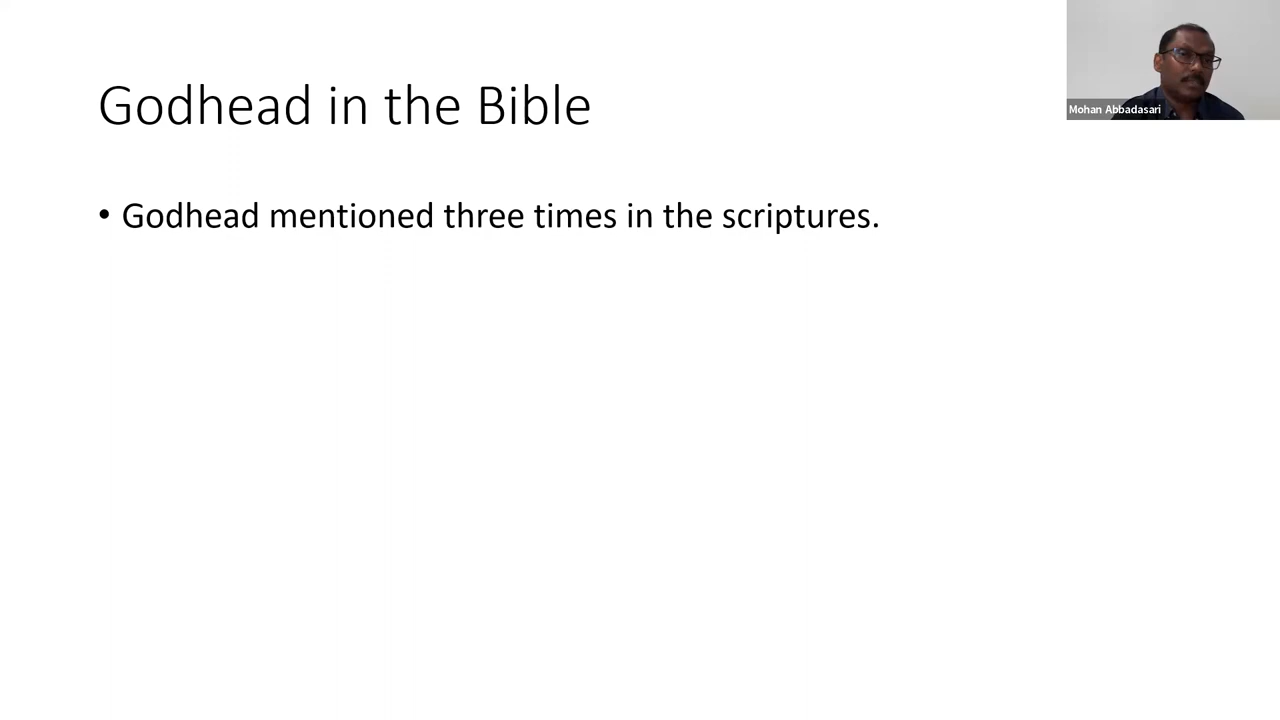 Godhead in the Bible
• Godhead mentioned three times in the scriptures.
Mohan Abbadasari